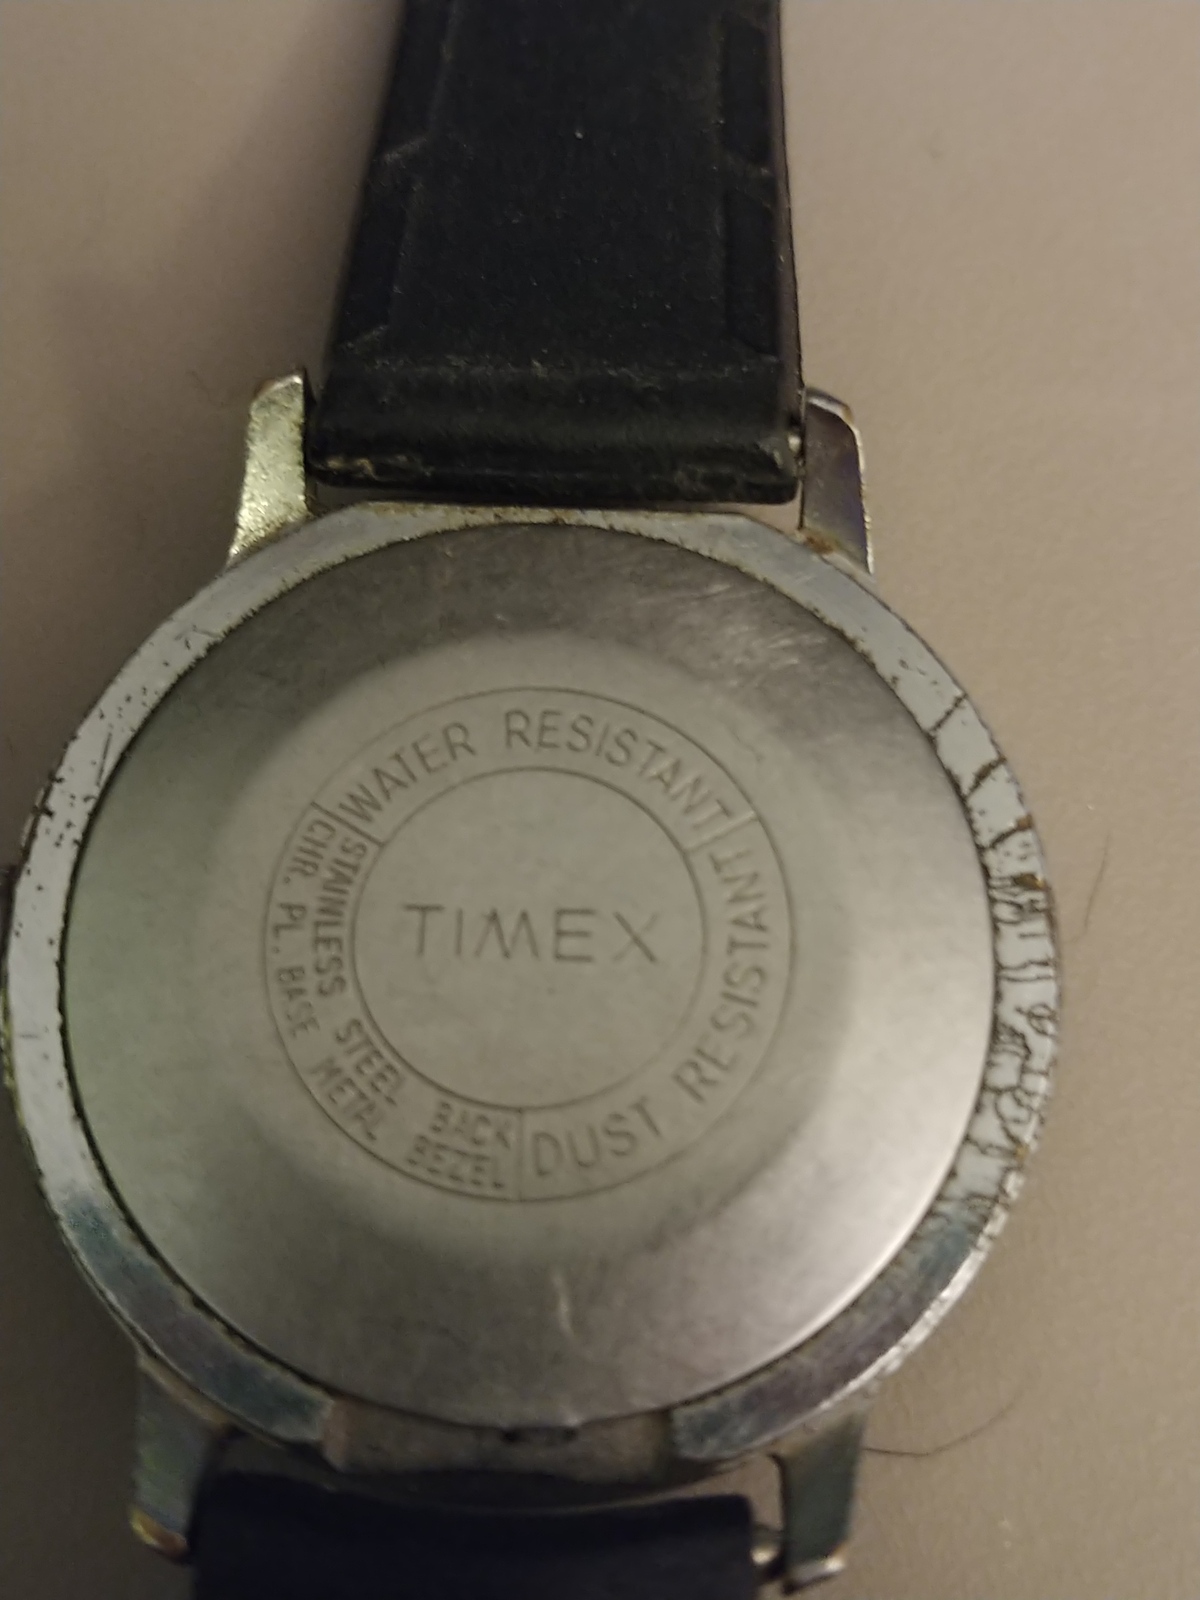 WATER RESISTANT
DUST RESISTANT
STAINLESS STEEL BACK
CHR. PL. BASE METAL BEZEL
TIMEX